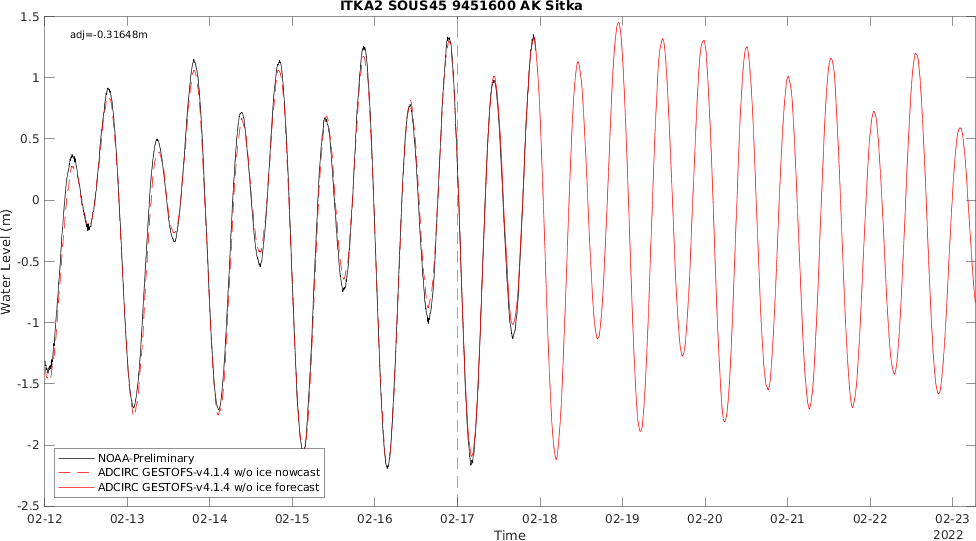 ITKA2 SOUS45 9451600 AK Sitka
adj=-0.31648m
1.5
1
0.5
0
-0.5
-1
-1.5
-2
-2.5
Water Level (m)
NOAA-Preliminary
ADCIRC GESTOFS-v4.1.4 w/o ice nowcast
ADCIRC GESTOFS-v4.1.4 w/o ice forecast
02-12 02-13 02-14 02-15 02-16 02-17 02-18 02-19 02-20 02-21 02-22 02-23
Time
2022